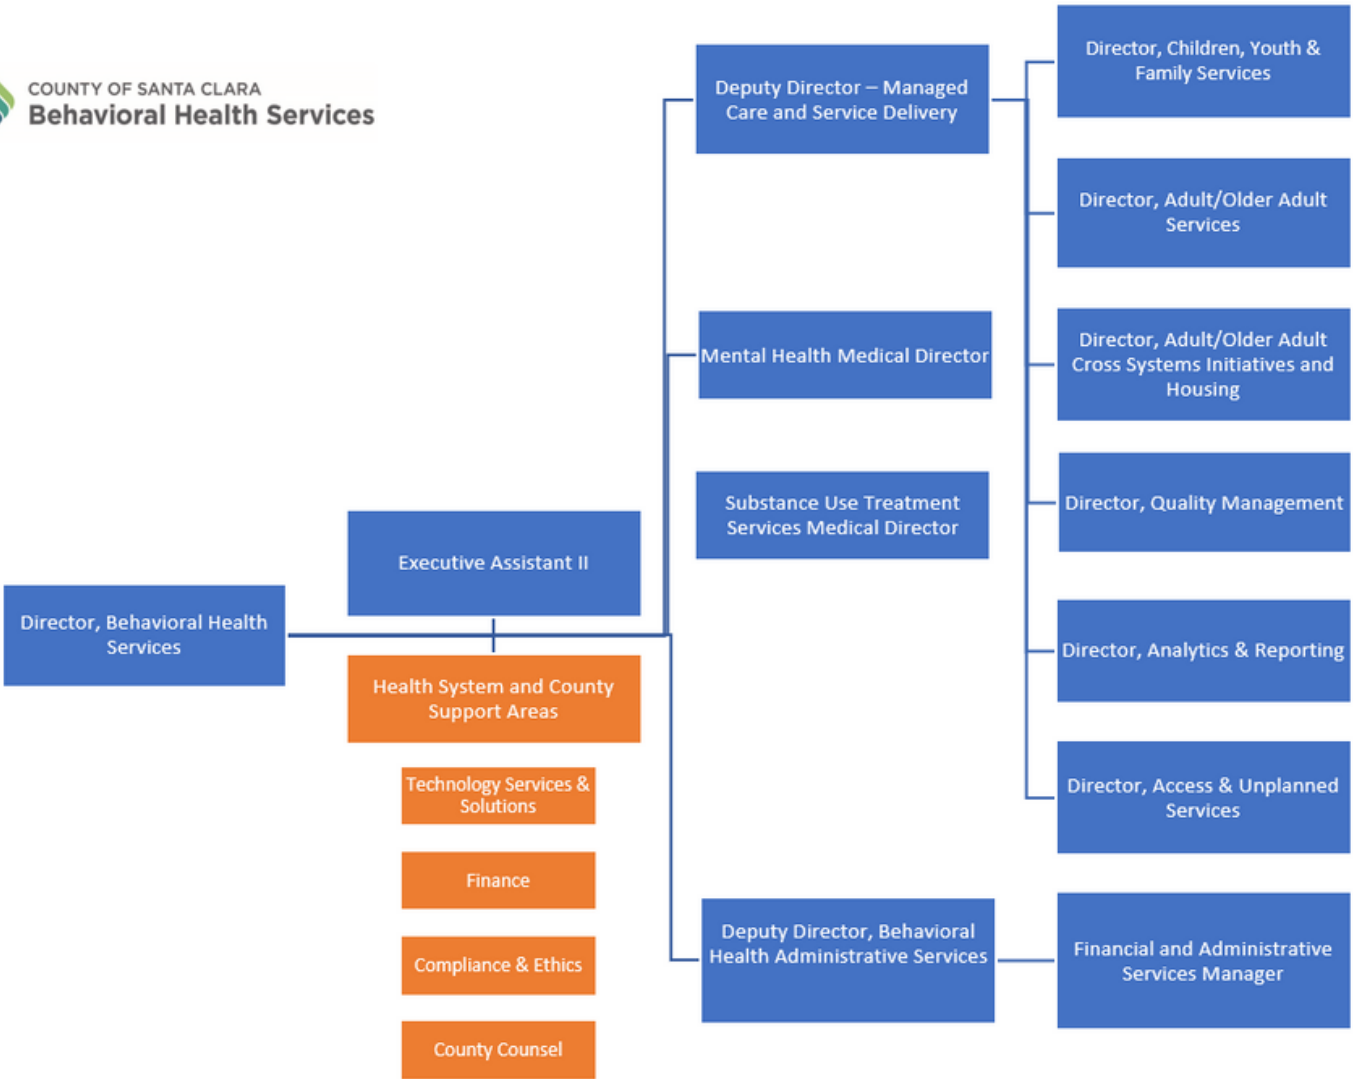 COUNTY OF SANTA CLARA
Behavioral Health Services
Director, Behavioral Health
Services
Executive Assistant II
Health System and County
Support Areas
Technology Services &
Solutions
Finance
Compliance & Ethics
County Counsel
Deputy Director – Managed
Care and Service Delivery
Mental Health Medical Director
Substance Use Treatment
Services Medical Director
Deputy Director, Behavioral
Health Administrative Services
Director, Children, Youth &
Family Services
Director, Adult/Older Adult
Services
Director, Adult/Older Adult
Cross Systems Initiatives and
Housing
Director, Quality Management
Director, Analytics & Reporting
Director, Access & Unplanned
Services
Financial and Administrative
Services Manager